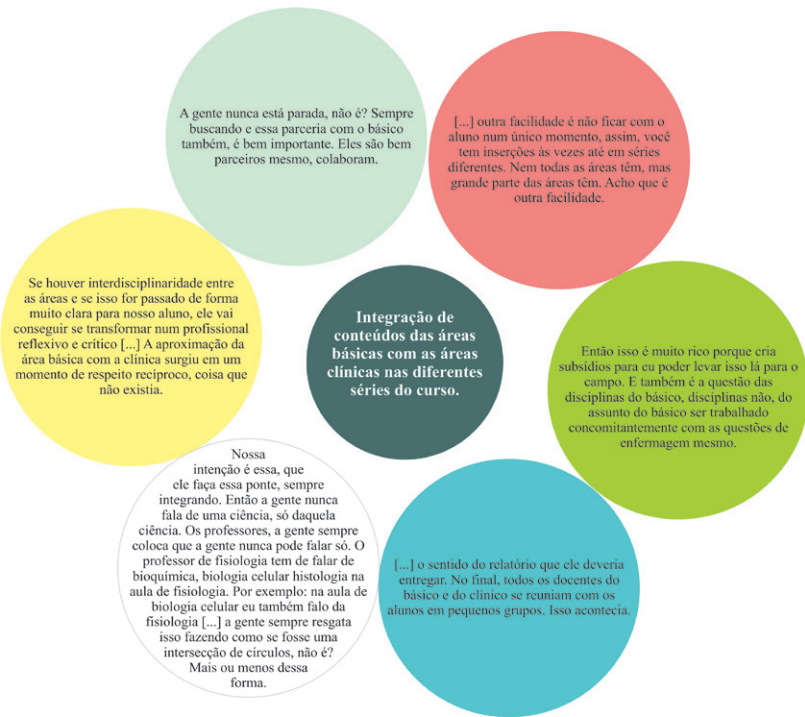 A gente nunca está parada, não é? Sempre
buscando e essa parceria com o básico
também, é bem importante. Eles são bem
parceiros mesmo, colaboram.
[...] outra facilidade é não ficar com o
aluno num único momento, assim, você
tem inserções às vezes até em séries
diferentes. Nem todas as áreas têm, mas
grande parte das áreas têm. Acho que é
outra facilidade.
Se houver interdisciplinaridade entre
as áreas e se isso for passado de forma
muito clara para nosso aluno, ele vai
conseguir se transformar num profissional
reflexivo e crítico [...] A aproximação da
área básica com a clínica surgiu em um
momento de respeito recíproco, coisa que
não existia.
Integração de
conteúdos das áreas
básicas com as áreas
clínicas nas diferentes
séries do curso.
Então isso é muito rico porque cria
subsídios para eu poder levar isso lá para o
campo. E também é a questão das
disciplinas do básico, disciplinas não, do
assunto do básico ser trabalhado
concomitantemente com as questões de
enfermagem mesmo.
Nossa
intenção é essa, que
ele faça essa ponte, sempre
integrando. Então a gente nunca
fala de uma ciência, só daquela
ciência. Os professores, a gente sempre
coloca que a gente nunca pode falar só. O
professor de fisiologia tem de falar de
bioquímica, biologia celular histologia na
aula de fisiologia. Por exemplo: na aula de
biologia celular eu também falo da
fisiologia [...] a gente sempre resgata
isso fazendo como se fosse uma
intersecção de círculos, não é?
Mais ou menos dessa
forma.
[...] o sentido do relatório que ele deveria
entregar. No final, todos os docentes do
básico e do clínico se reuniam com os
alunos em pequenos grupos. Isso acontecia.